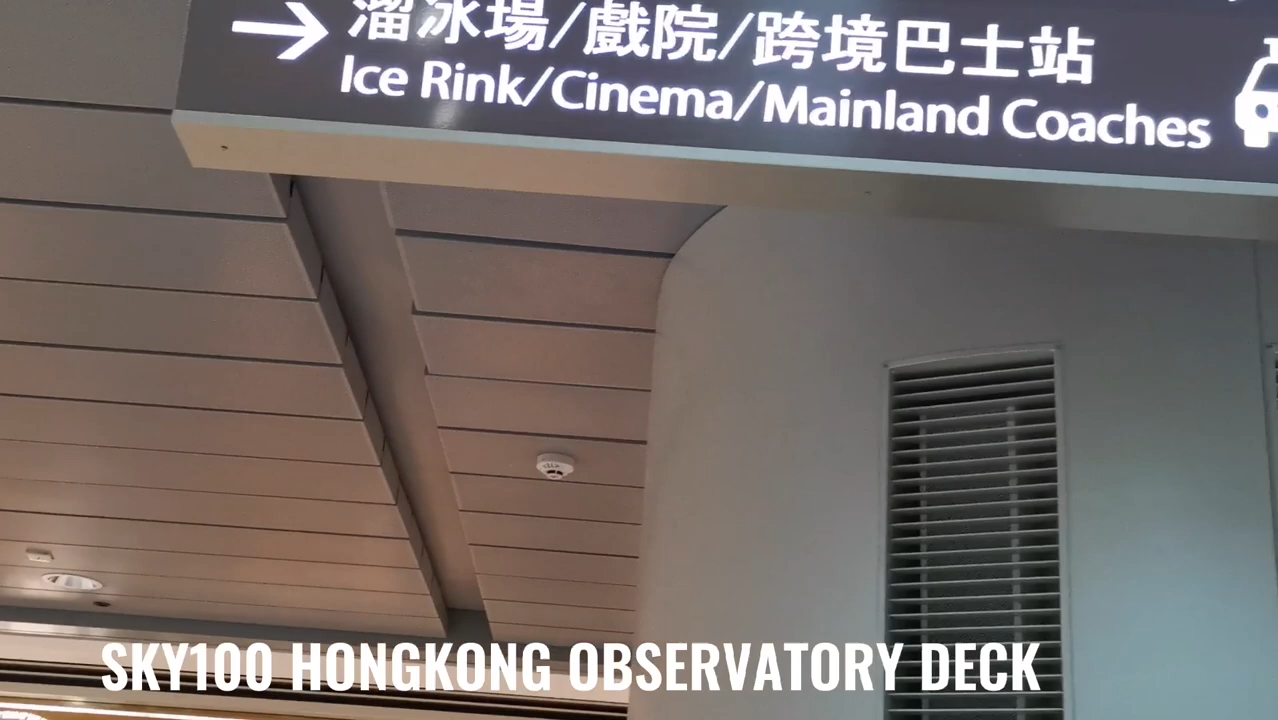 溜冰場/戲院/跨境巴士站
Ice Rink/Cinema/Mainland Coaches
SKY100 HONGKONG OBSERVATORY DECK